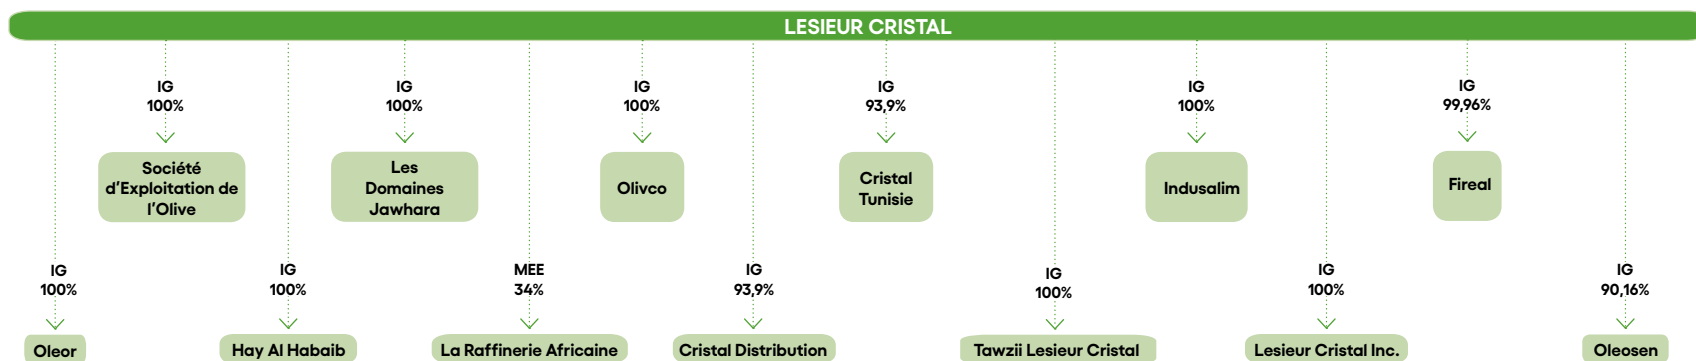 LESIEUR CRISTAL
IG
100%
Société
d'Exploitation de
l'Olive
IG
100%
Les
Domaines
Jawhara
IG
100%
Olivco
IG
93,9%
Cristal
Tunisie
IG
100%
Indusalim
IG
99,96%
Fireal
IG
100%
Oleor
IG
100%
Hay Al Habaib
MEE
34%
La Raffinerie Africaine
IG
93,9%
Cristal Distribution
IG
100%
Tawzii Lesieur Cristal
IG
100%
Lesieur Cristal Inc.
IG
90,16%
Oleosen